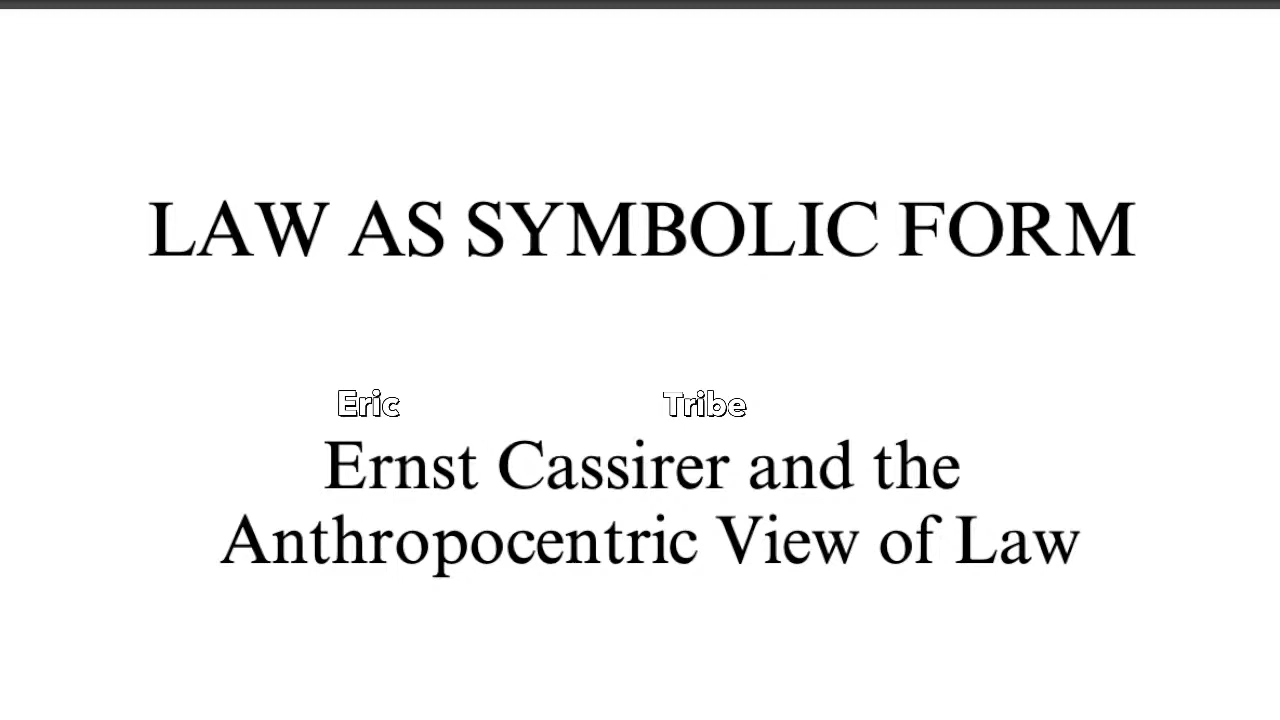 LAW AS SYMBOLIC FORM
Eric Tribe
Ernst Cassirer and the
Anthropocentric View of Law